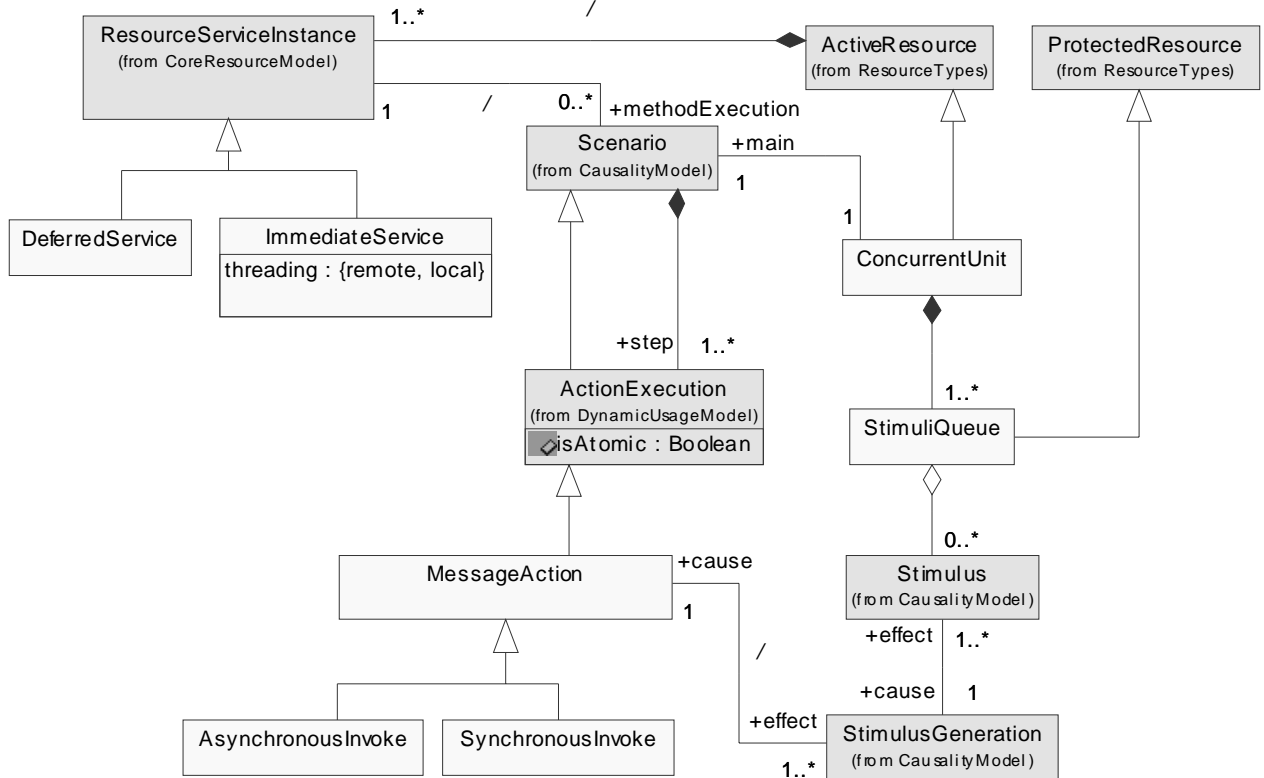 1..*
/
ResourceServiceInstance
(from CoreResourceModel)
ActiveResource
(from ResourceTypes)
ProtectedResource
(from ResourceTypes)
1
/
0..*
+methodExecution
Scenario
(from CausalityModel)
+main
1
1
DeferredService
ImmediateService
threading : {remote, local}
ConcurrentUnit
+step
1..*
ActionExecution
(from DynamicUsageModel)
isAtomic : Boolean
1..*
StimuliQueue
0..*
MessageAction
+cause
1
Stimulus
(from CausalityModel)
+effect
1..*
/
+cause
1
AsynchronousInvoke
SynchronousInvoke
+effect
1..*
StimulusGeneration
(from CausalityModel)